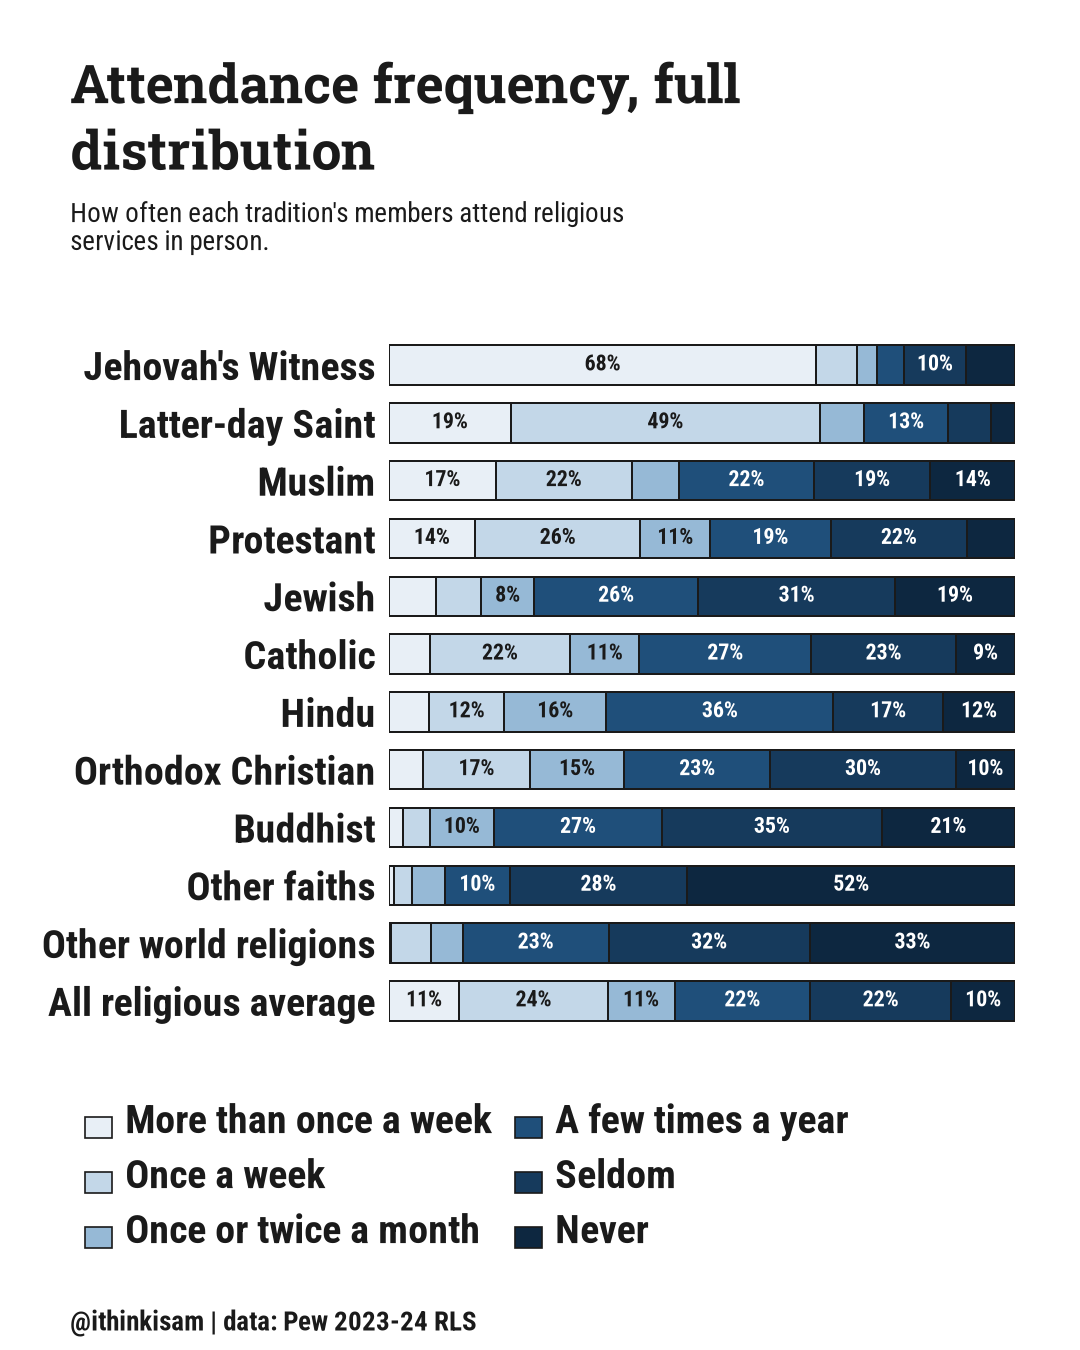 Attendance frequency, full
distribution
How often each tradition's members attend religious
services in person.
Jehovah's Witness 68% 10%
Latter-day Saint 19% 49% 13%
Muslim 17% 22% 22% 19% 14%
Protestant 14% 26% 11% 19% 22%
Jewish 8% 26% 31% 19%
Catholic 22% 11% 27% 23% 9%
Hindu 12% 16% 36% 17% 12%
Orthodox Christian 17% 15% 23% 30% 10%
Buddhist 10% 27% 35% 21%
Other faiths 10% 28% 52%
Other world religions 23% 32% 33%
All religious average 11% 24% 11% 22% 22% 10%
More than once a week A few times a year
Once a week Seldom
Once or twice a month Never
@ithinkisam | data: Pew 2023-24 RLS